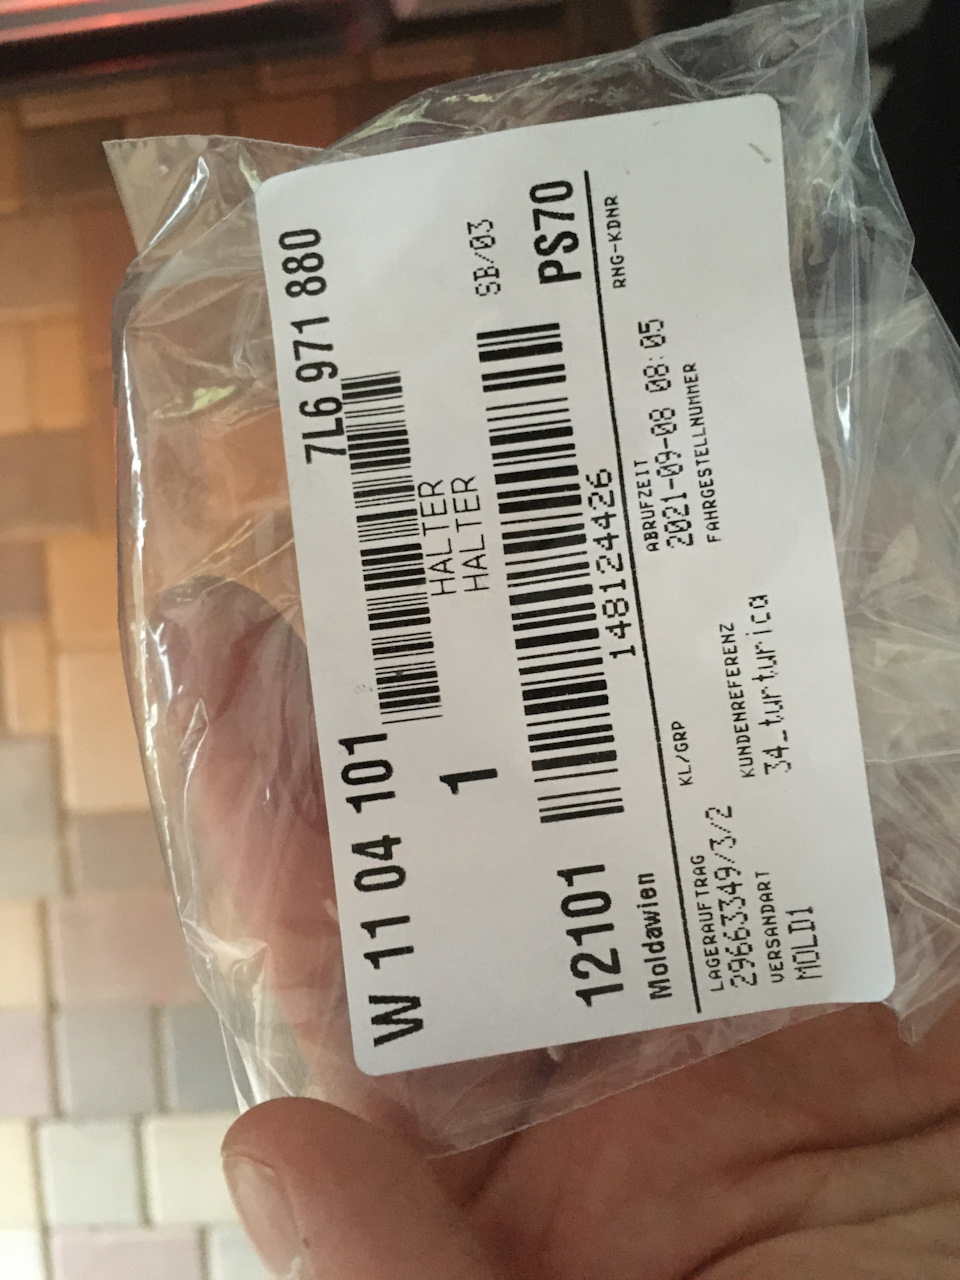 W 11 04 101 7L6 971 880
HALTER
1 HALTER SB/03
12101 PS70
Moldawien 148124426
KL/GRP ABRUFZEIT RNG-KDNR
LAGERAUFTRAG 2021-09-08 08:05
29663349/3/2 KUNDENREFERENZ FAHRGESTELLNUMMER
VERSANDART 34_turturica
MOLD1